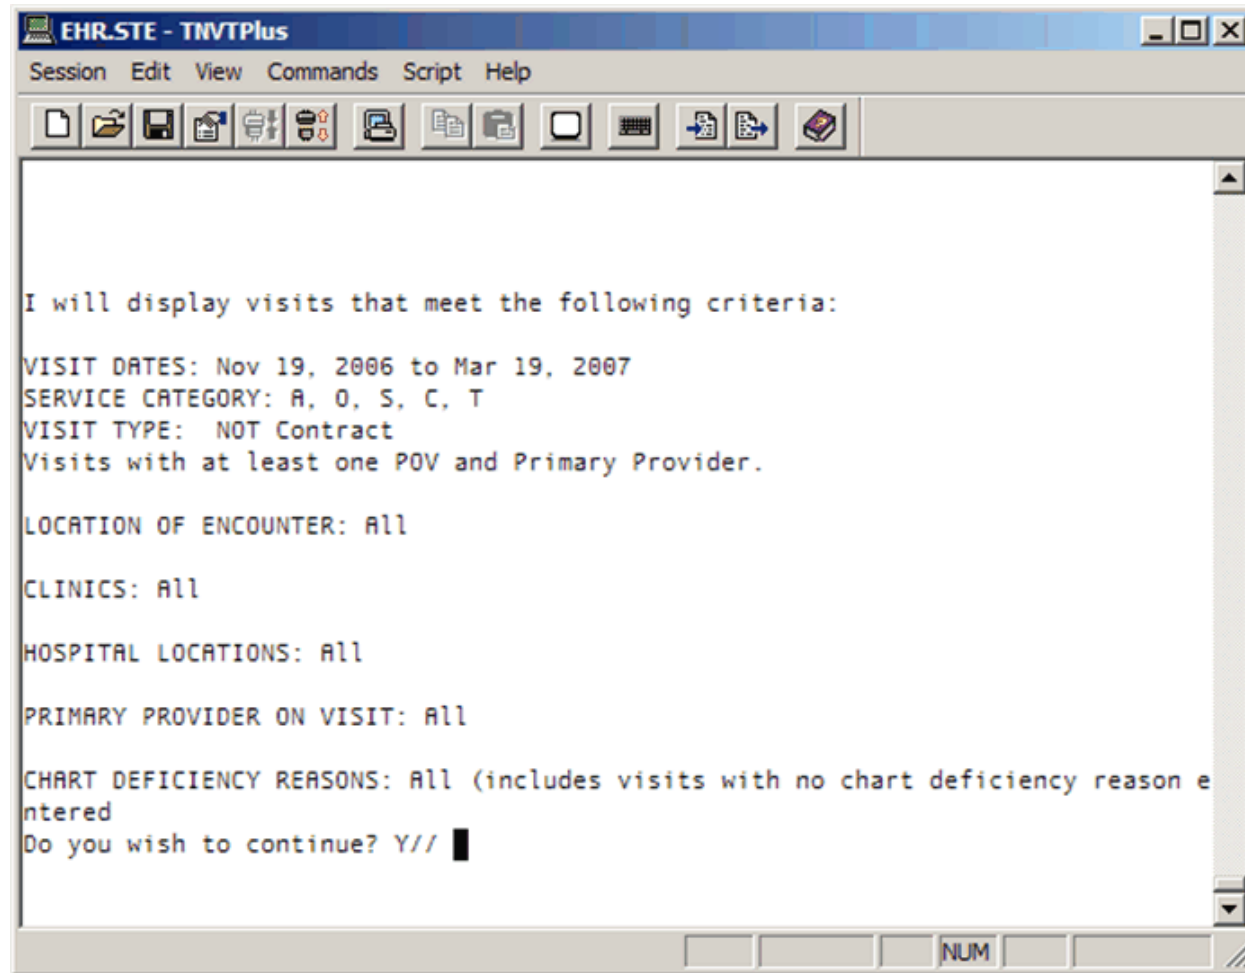 EHR.STE - TNVTPlus
Session Edit View Commands Script Help
I will display visits that meet the following criteria:
VISIT DATES: Nov 19, 2006 to Mar 19, 2007
SERVICE CATEGORY: A, O, S, C, T
VISIT TYPE:  NOT Contract
Visits with at least one POV and Primary Provider.
LOCATION OF ENCOUNTER: All
CLINICS: All
HOSPITAL LOCATIONS: All
PRIMARY PROVIDER ON VISIT: All
CHART DEFICIENCY REASONS: All (includes visits with no chart deficiency reason e
ntered
Do you wish to continue? Y//
NUM